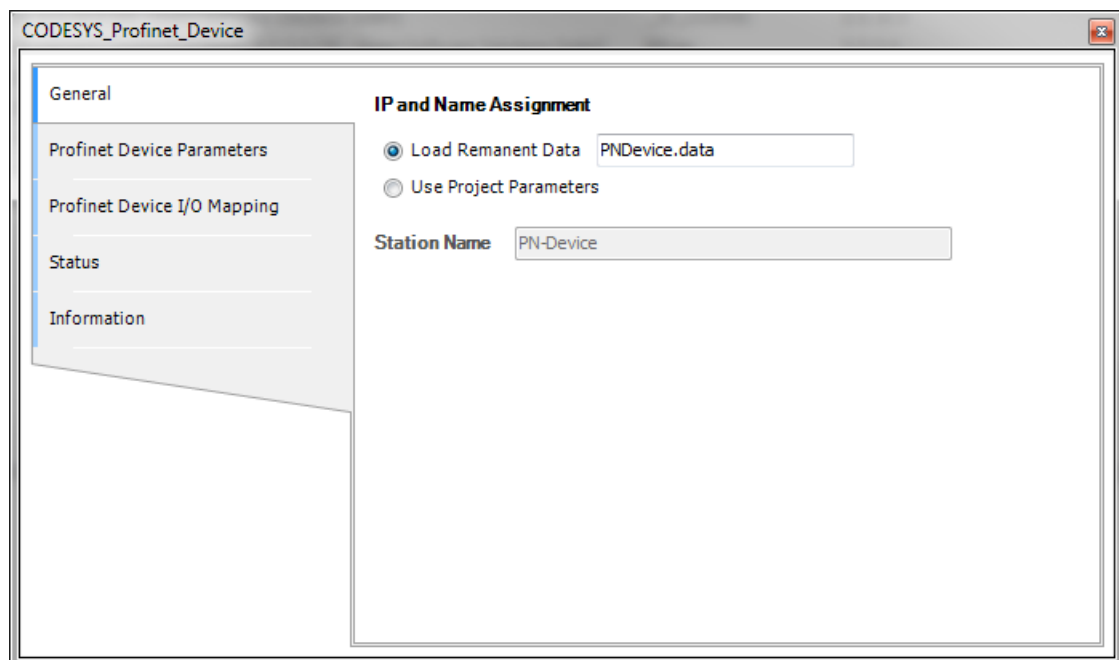 CODESYS_Profinet_Device
General
Profinet Device Parameters
Profinet Device I/O Mapping
Status
Information
IP and Name Assignment
Load Remanent Data PNDevice.data
Use Project Parameters
Station Name PN-Device